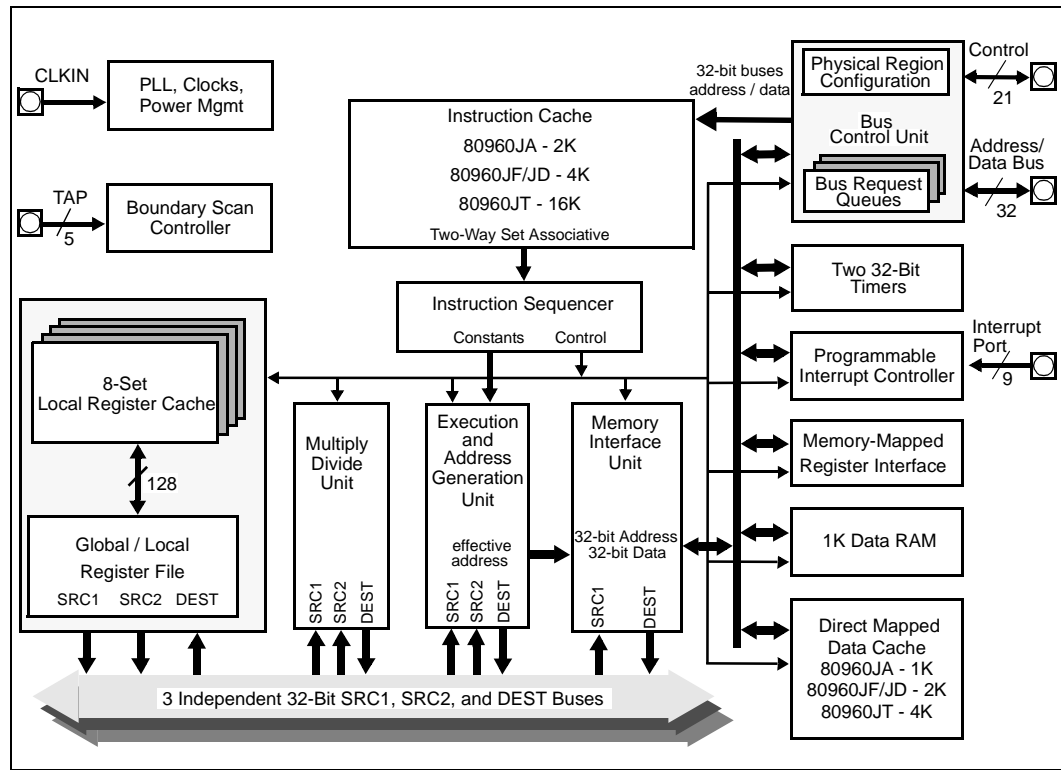 CLKIN
PLL, Clocks,
Power Mgmt
TAP
5
Boundary Scan
Controller
8-Set
Local Register Cache
128
Global / Local
Register File
SRC1 SRC2 DEST
Instruction Cache
80960JA - 2K
80960JF/JD - 4K
80960JT - 16K
Two-Way Set Associative
Instruction Sequencer
Constants Control
Multiply
Divide
Unit
SRC1
SRC2
DEST
Execution
and
Address
Generation
Unit
effective
address
SRC1
SRC2
DEST
Memory
Interface
Unit
32-bit Address
32-bit Data
SRC1
DEST
3 Independent 32-Bit SRC1, SRC2, and DEST Buses
32-bit buses
address / data
Physical Region
Configuration
Bus
Control Unit
Bus Request
Queues
Control
21
Address/
Data Bus
32
Two 32-Bit
Timers
Programmable
Interrupt Controller
Interrupt
Port
9
Memory-Mapped
Register Interface
1K Data RAM
Direct Mapped
Data Cache
80960JA - 1K
80960JF/JD - 2K
80960JT - 4K